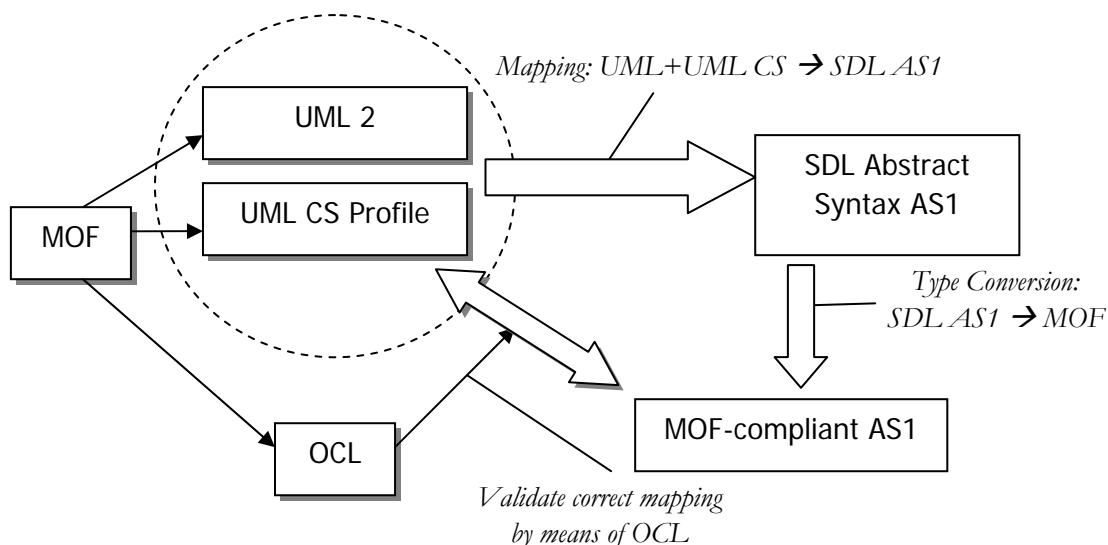 Mapping: UML+UML CS → SDL AS1
UML 2
SDL Abstract
Syntax AS1
UML CS Profile
MOF
Type Conversion:
SDL AS1 → MOF
MOF-compliant AS1
OCL
Validate correct mapping
by means of OCL